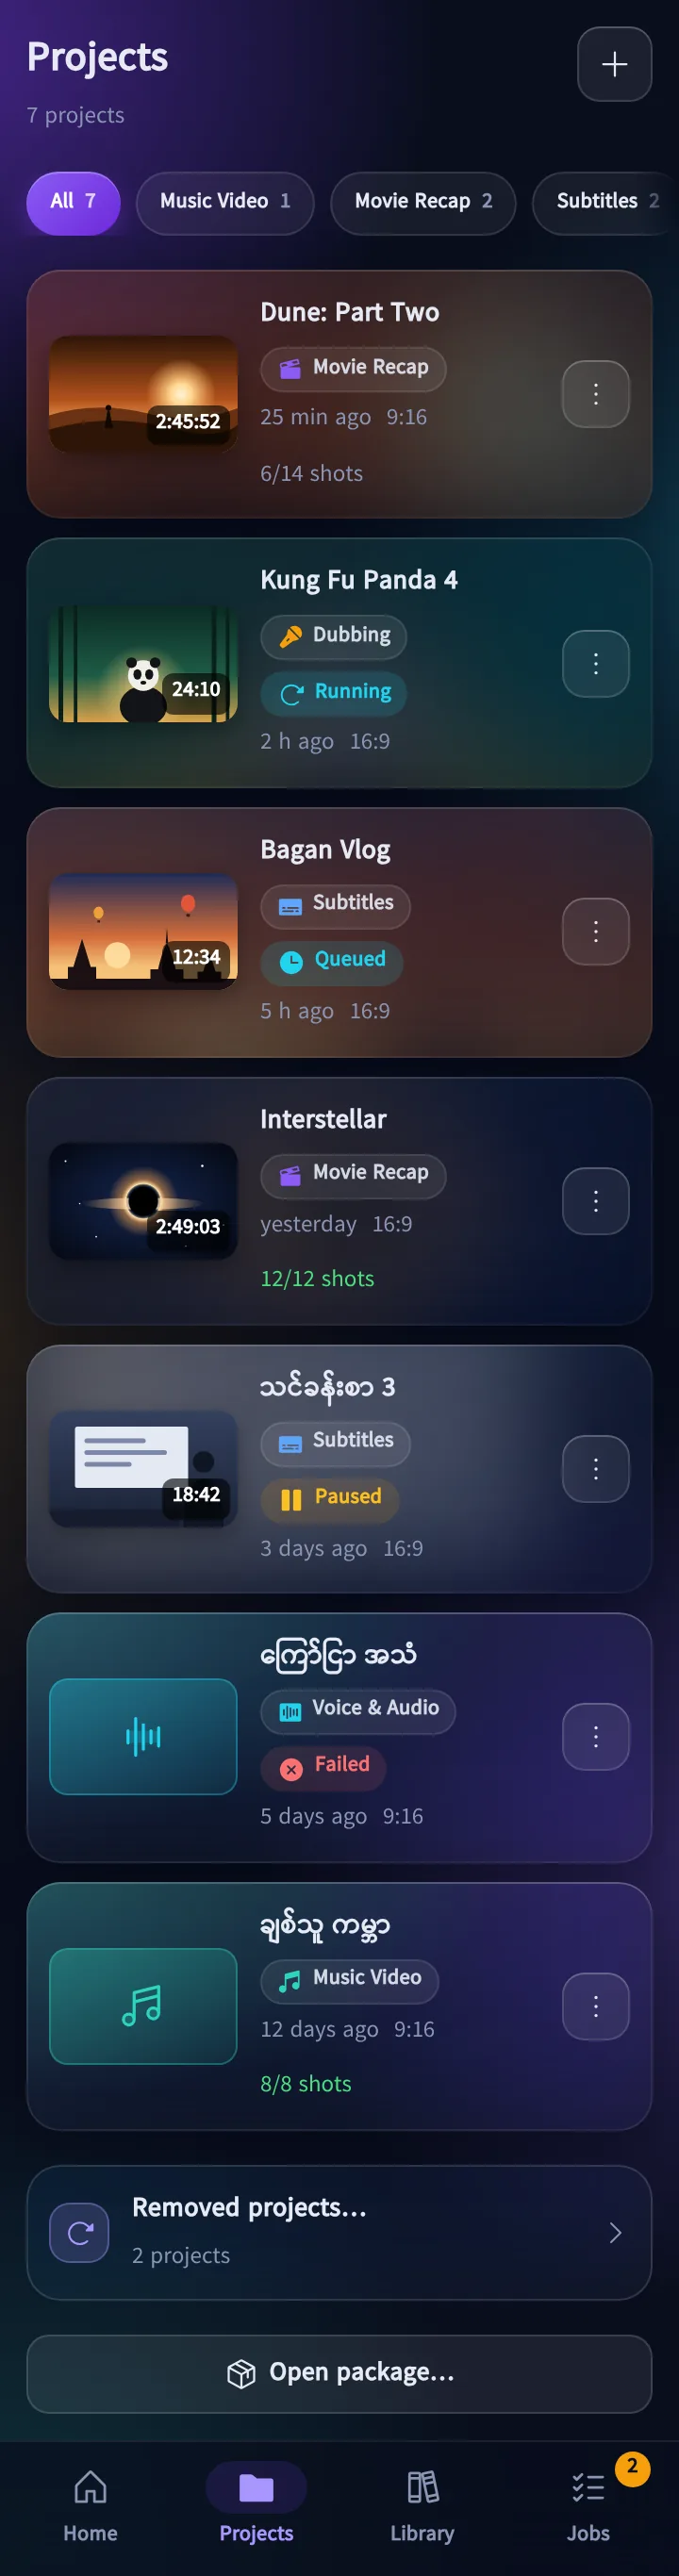 Projects
7 projects
All 7
Music Video 1
Movie Recap 2
Subtitles 2
Dune: Part Two
Movie Recap
2:45:52
25 min ago 9:16
6/14 shots
Kung Fu Panda 4
Dubbing
24:10
Running
2 h ago 16:9
Bagan Vlog
Subtitles
12:34
Queued
5 h ago 16:9
Interstellar
Movie Recap
2:49:03
yesterday 16:9
12/12 shots
သင်ခန်းစာ 3
Subtitles
18:42
Paused
3 days ago 16:9
ကြော်ငြာ အသံ
Voice & Audio
Failed
5 days ago 9:16
ချစ်သူ ကမ္ဘာ
Music Video
12 days ago 9:16
8/8 shots
Removed projects...
2 projects
Open package...
2
Home
Projects
Library
Jobs